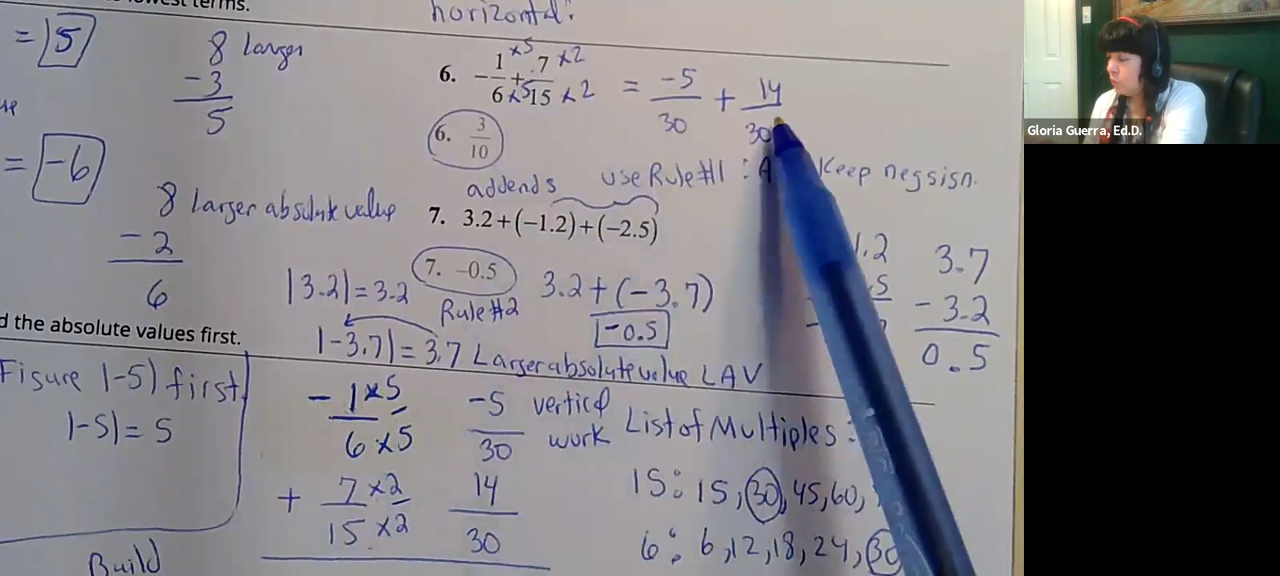 lowest terms.
horizontal:
= 5
8 Larger
- 3
5
6. -1/6 + 7/15 ×5 ×5 ×2 ×2 = -5/30 + 14/30
Gloria Guerra, Ed.D.
6. 3/10
= -6
addends use Rule #1 : Keep neg sign.
8 Larger absolute value
- 2
6
7. 3.2+(−1.2)+(−2.5)
7. −0.5
|3.2| = 3.2
Rule #2
3.2 + (-3.7)
-0.5
1.2
.5
3.7
- 3.2
0.5
d the absolute values first.
|-3.7| = 3.7 Larger absolute value LAV
Figure |-5| first
|-5| = 5
- 1 ×5
6 ×5
-5
30
vertical
work
+ 7 ×2
15 ×2
14
30
List of Multiples :
15: 15, 30, 45, 60,
6: 6, 12, 18, 24, 30
Build